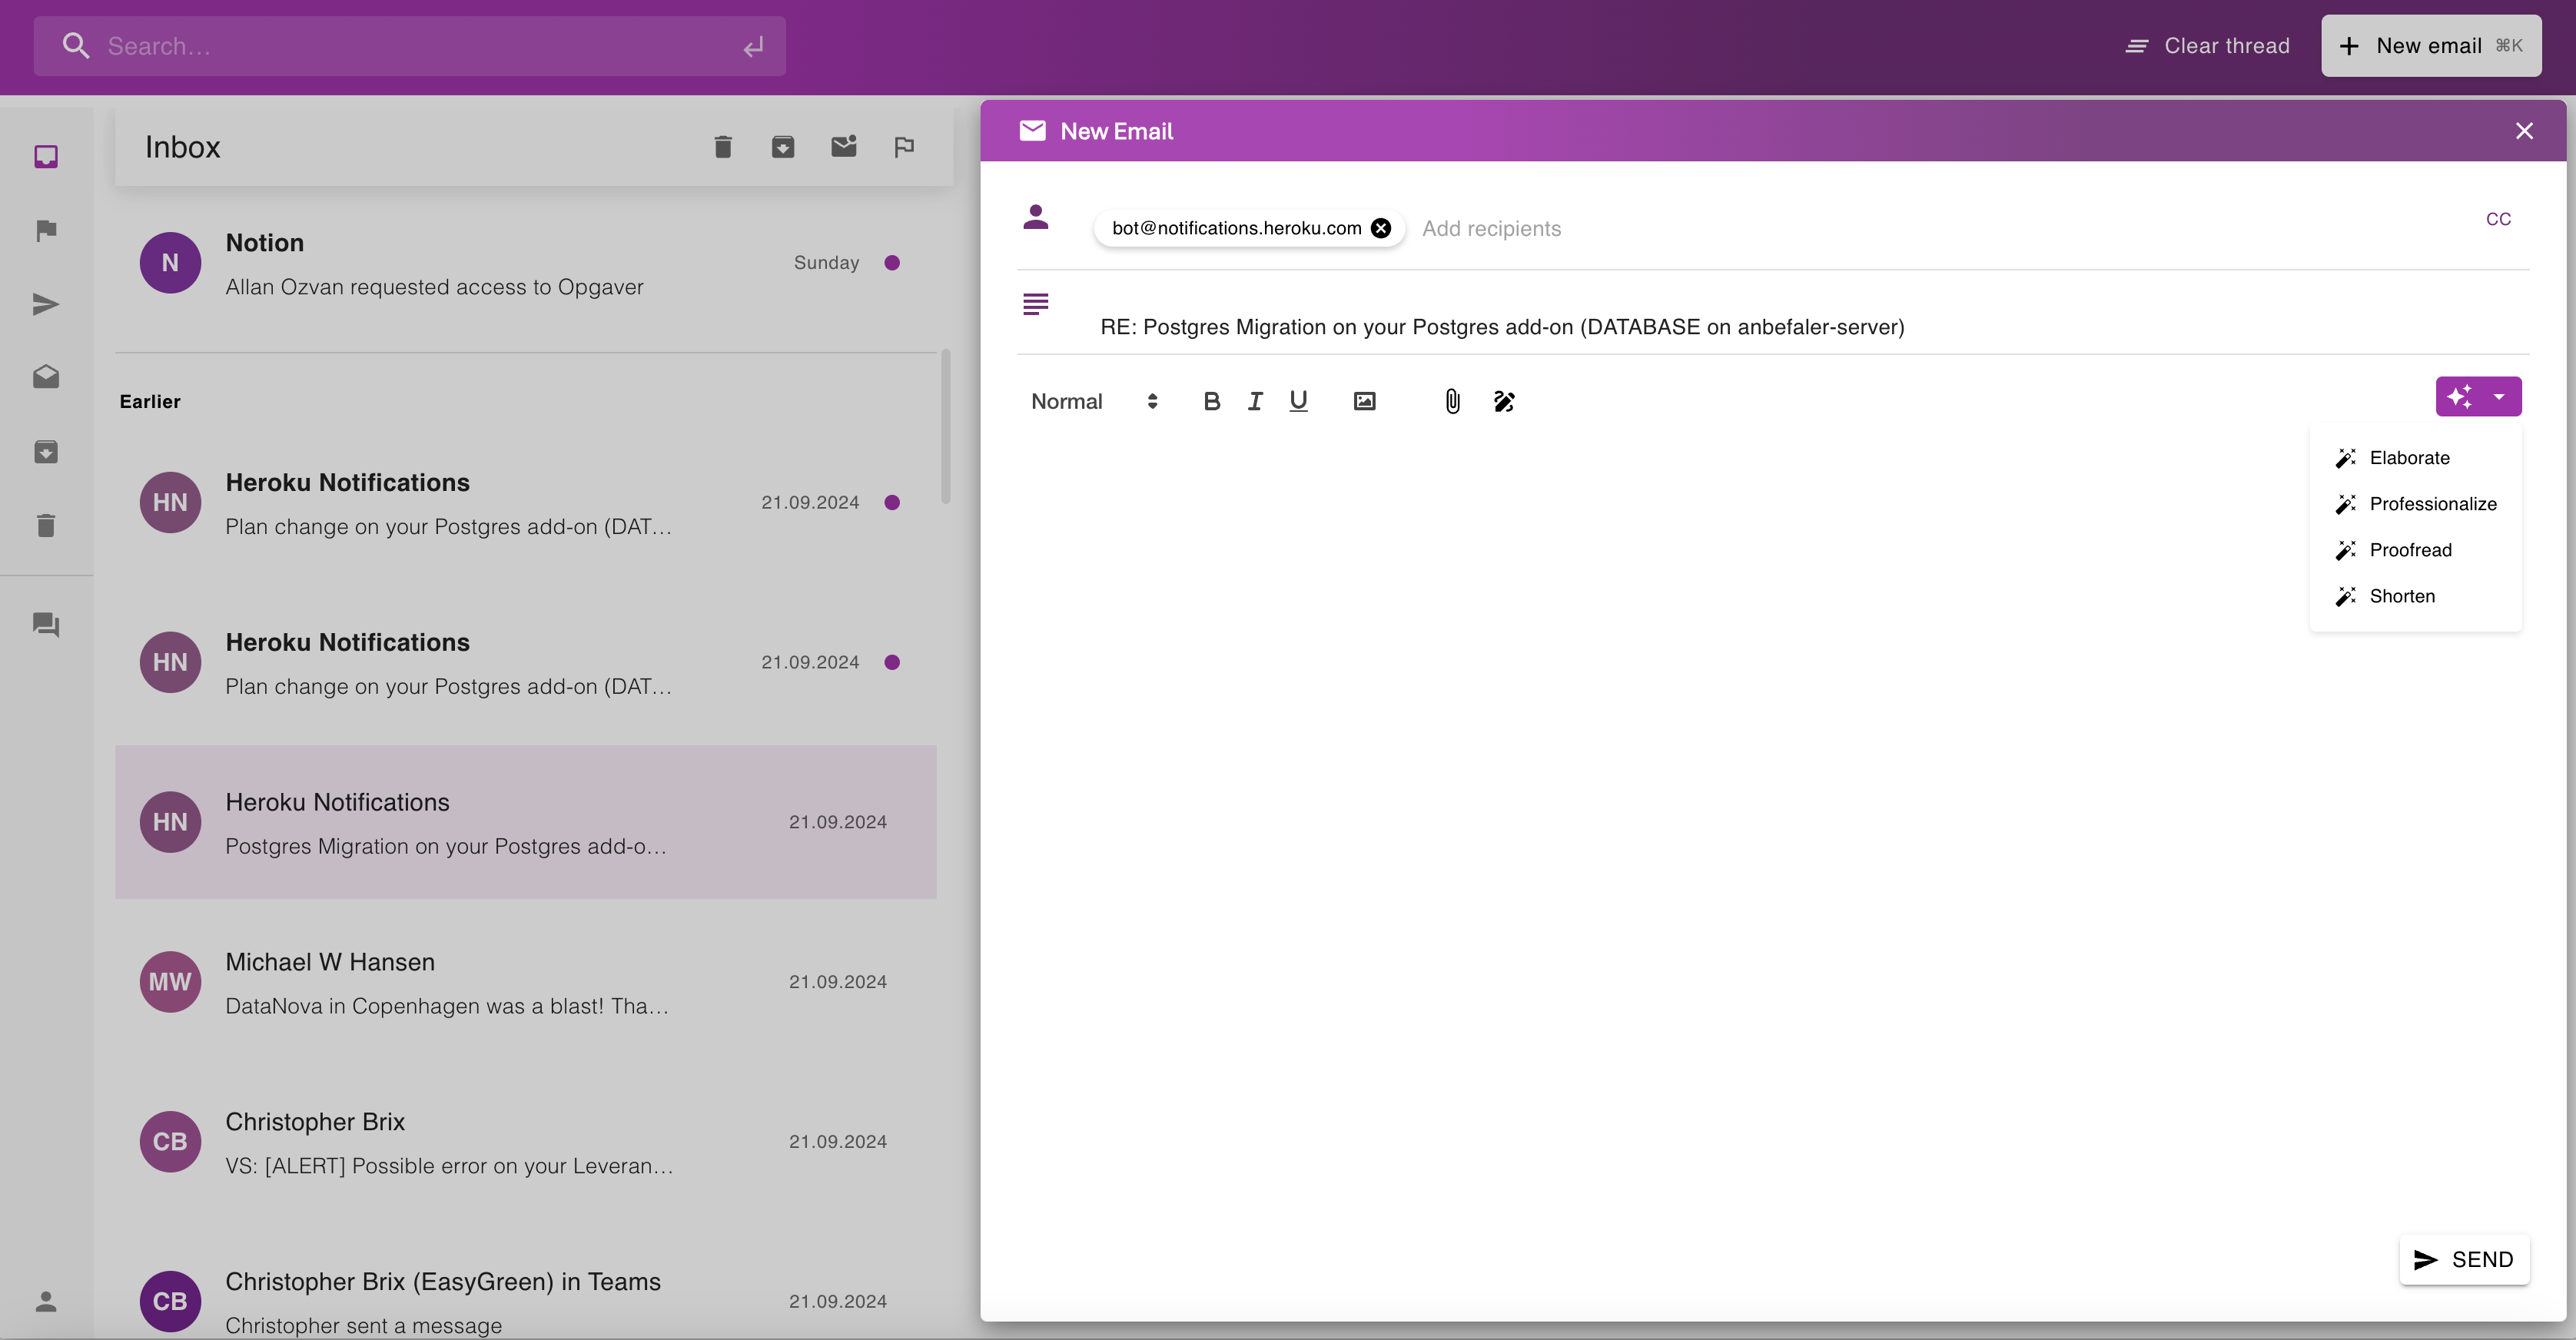 Search...
Clear thread
New email ⌘K
Inbox
N
Notion
Allan Ozvan requested access to Opgaver
Sunday
Earlier
HN
Heroku Notifications
Plan change on your Postgres add-on (DAT...
21.09.2024
HN
Heroku Notifications
Plan change on your Postgres add-on (DAT...
21.09.2024
HN
Heroku Notifications
Postgres Migration on your Postgres add-o...
21.09.2024
MW
Michael W Hansen
DataNova in Copenhagen was a blast! Tha...
21.09.2024
CB
Christopher Brix
VS: [ALERT] Possible error on your Leveran...
21.09.2024
CB
Christopher Brix (EasyGreen) in Teams
Christopher sent a message
21.09.2024
New Email
bot@notifications.heroku.com
Add recipients
CC
RE: Postgres Migration on your Postgres add-on (DATABASE on anbefaler-server)
Normal
B I U
Elaborate
Professionalize
Proofread
Shorten
SEND